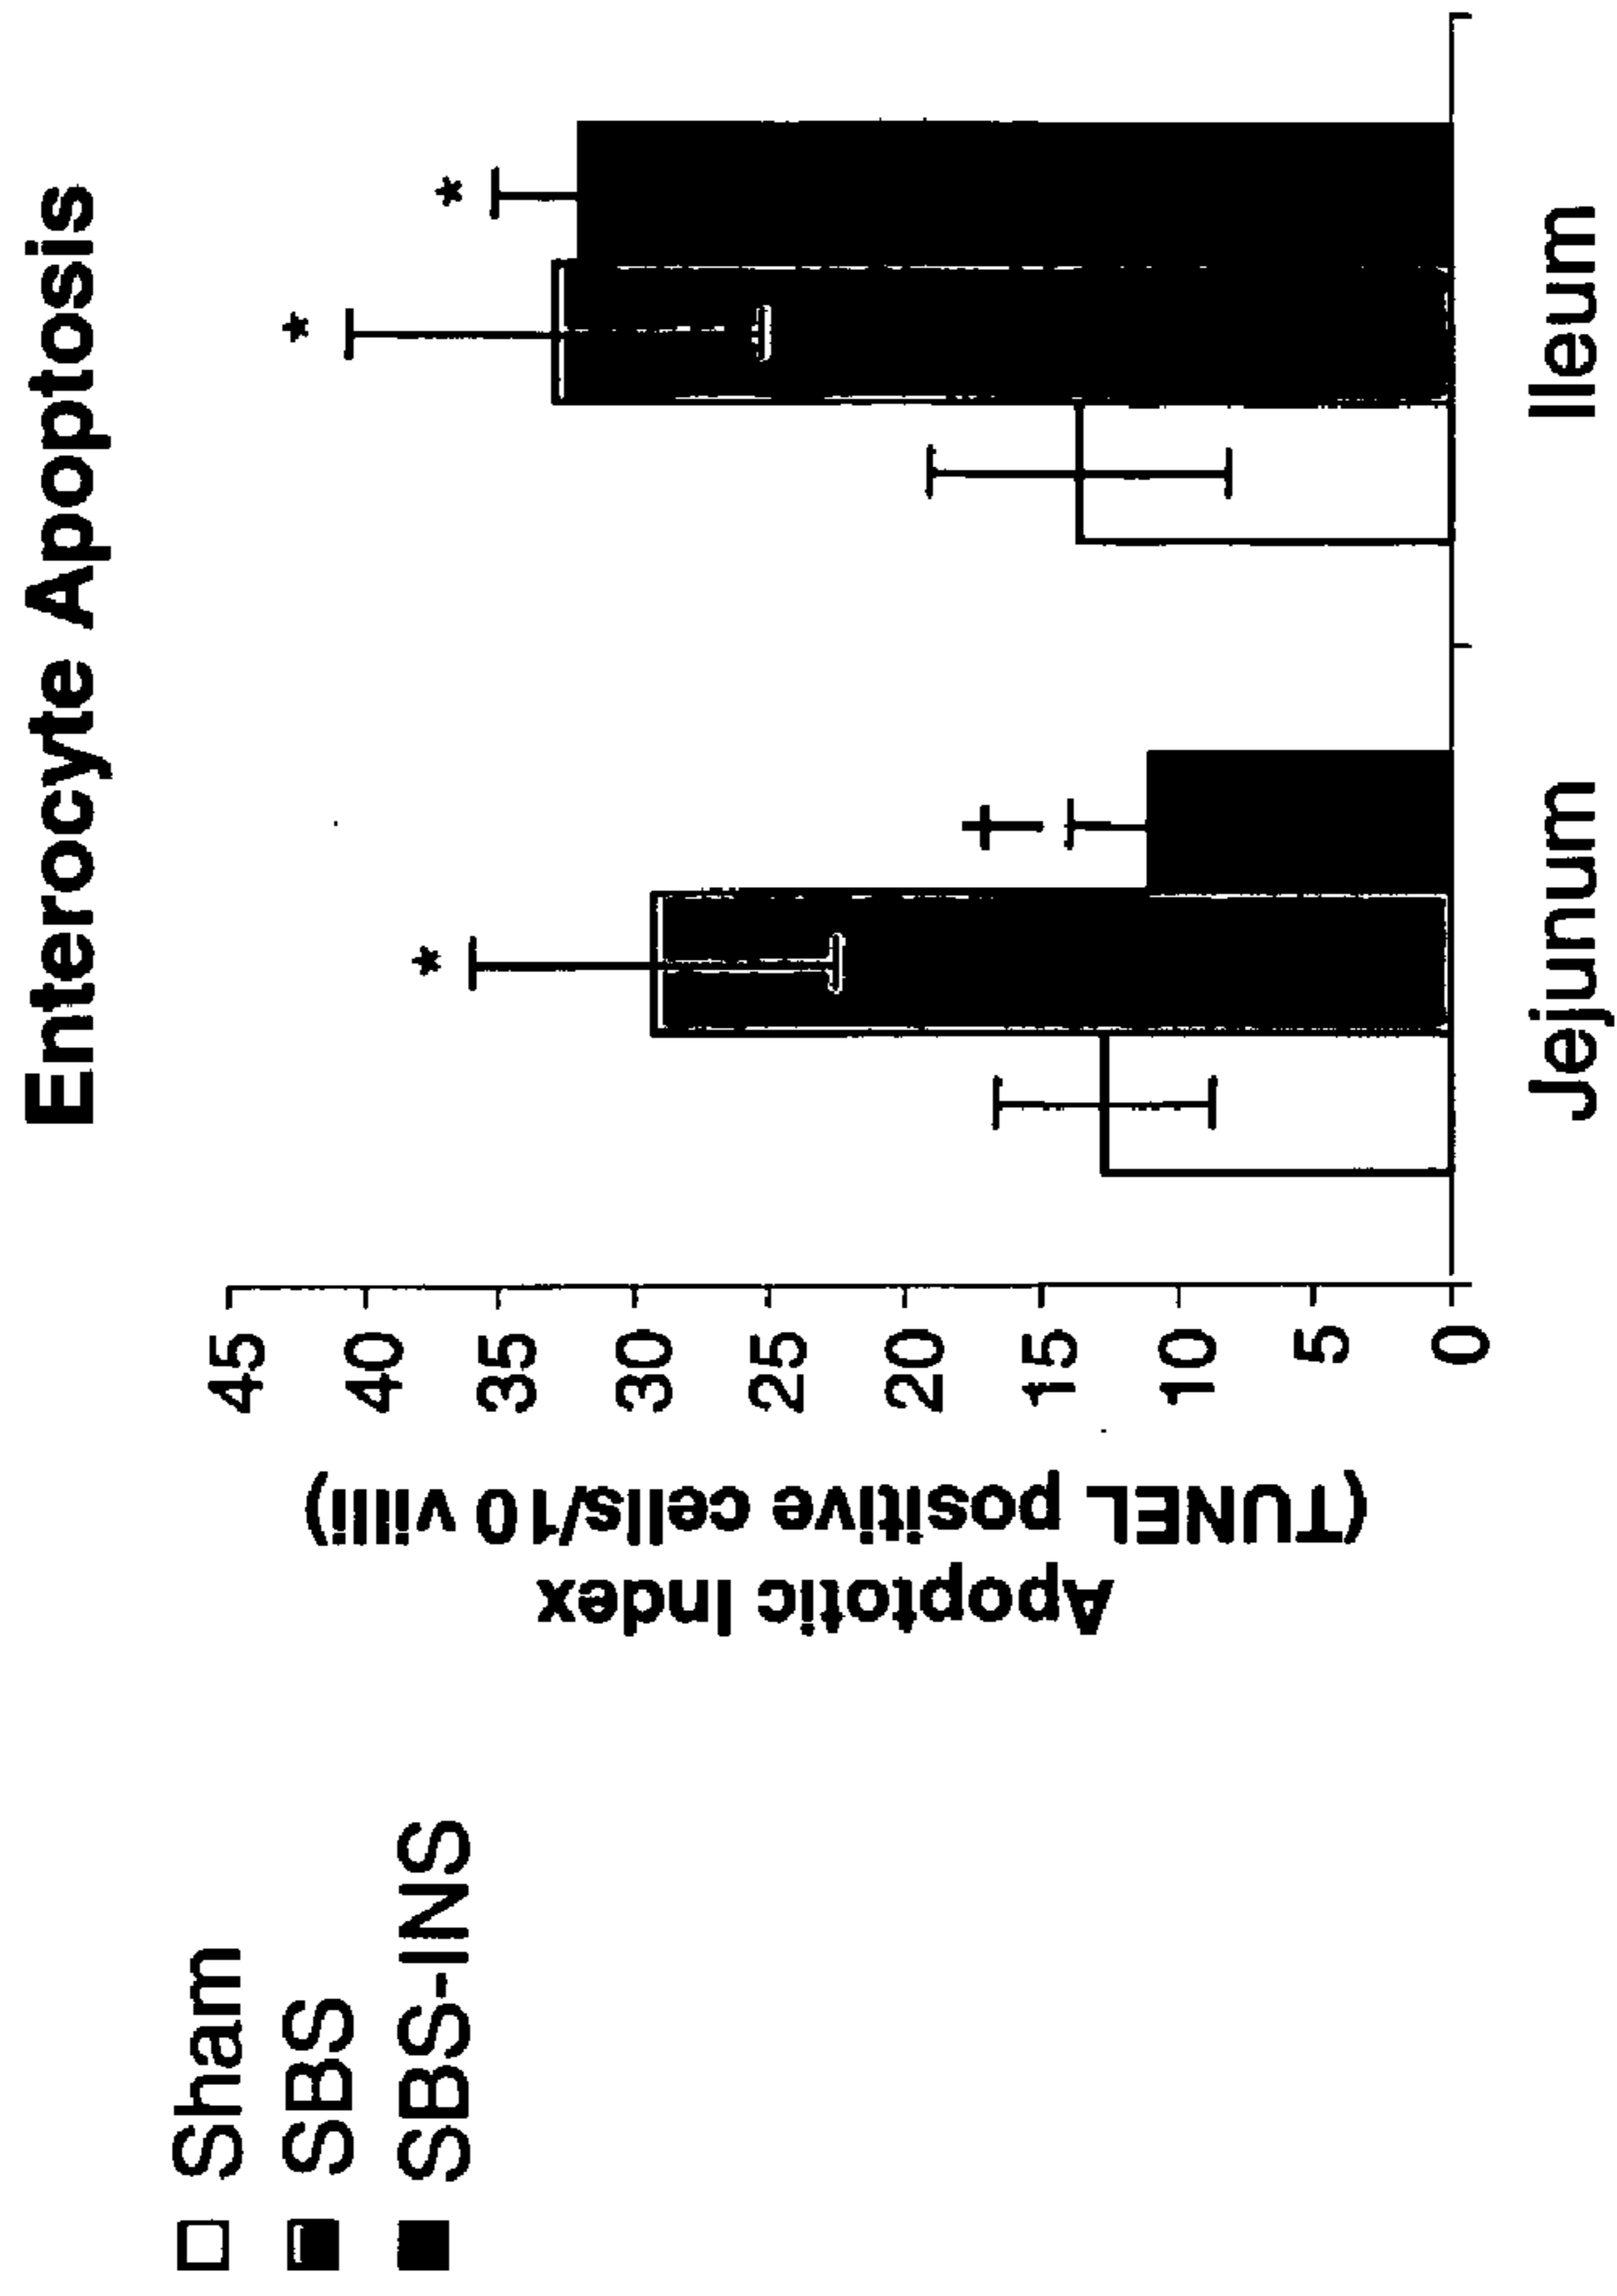 Enterocyte Apoptosis
Sham
SBS
SBS-INS
Apoptotic Index
(TUNEL positive cells/10 villi)
45
40
35
30
25
20
15
10
5
0
*
†
*
*
Jejunum
Ileum